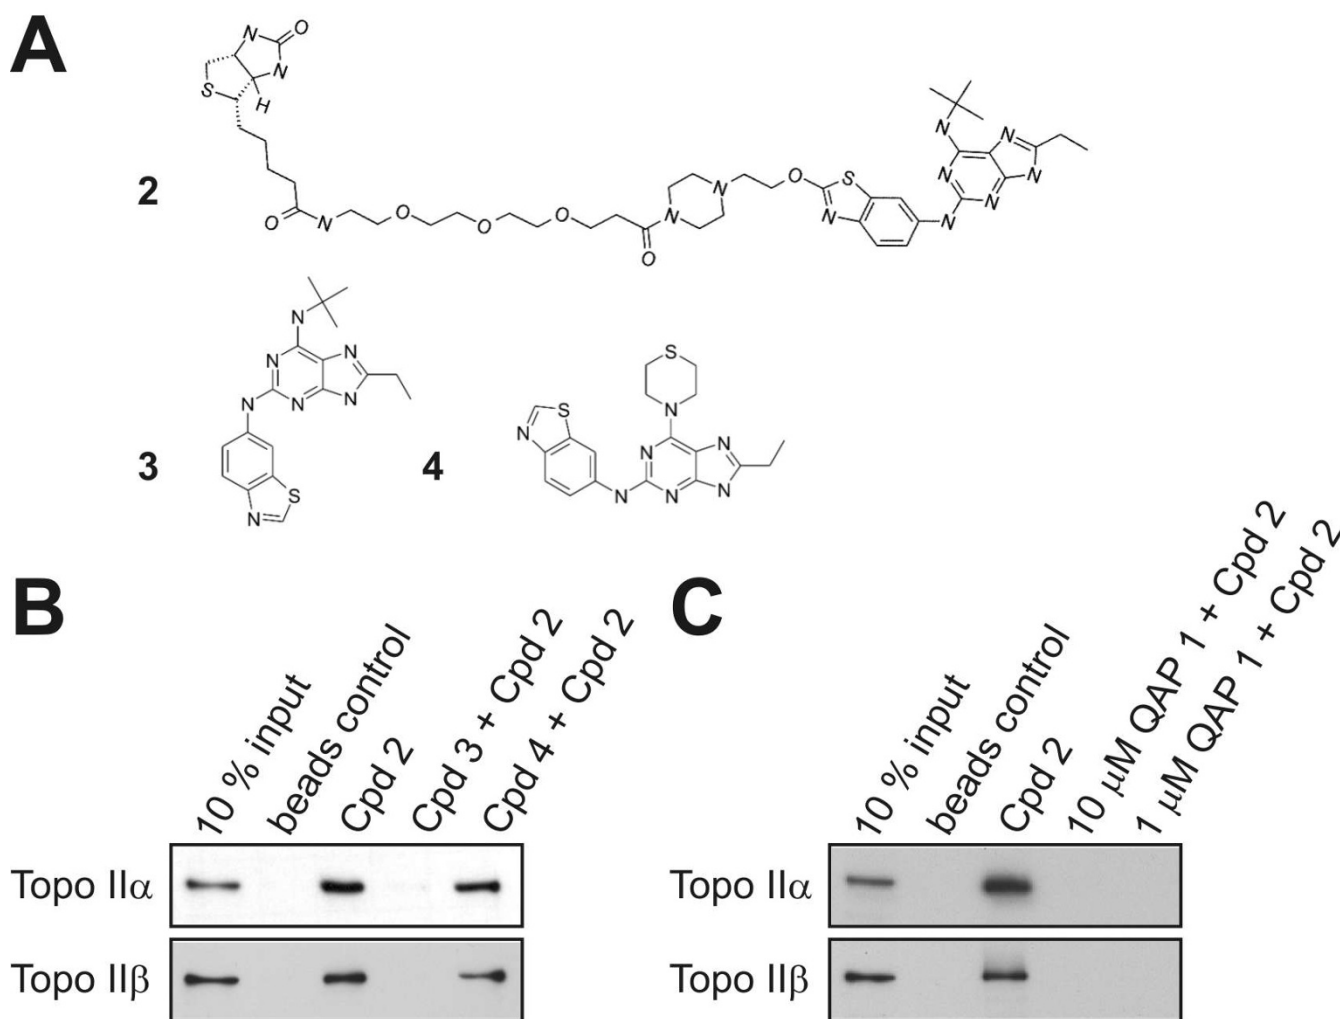 A
2
3
4
B
10 % input
beads control
Cpd 2
Cpd 3 + Cpd 2
Cpd 4 + Cpd 2
Topo IIα
Topo IIβ
C
10 % input
beads control
Cpd 2
10 μM QAP 1 + Cpd 2
1 μM QAP 1 + Cpd 2
Topo IIα
Topo IIβ